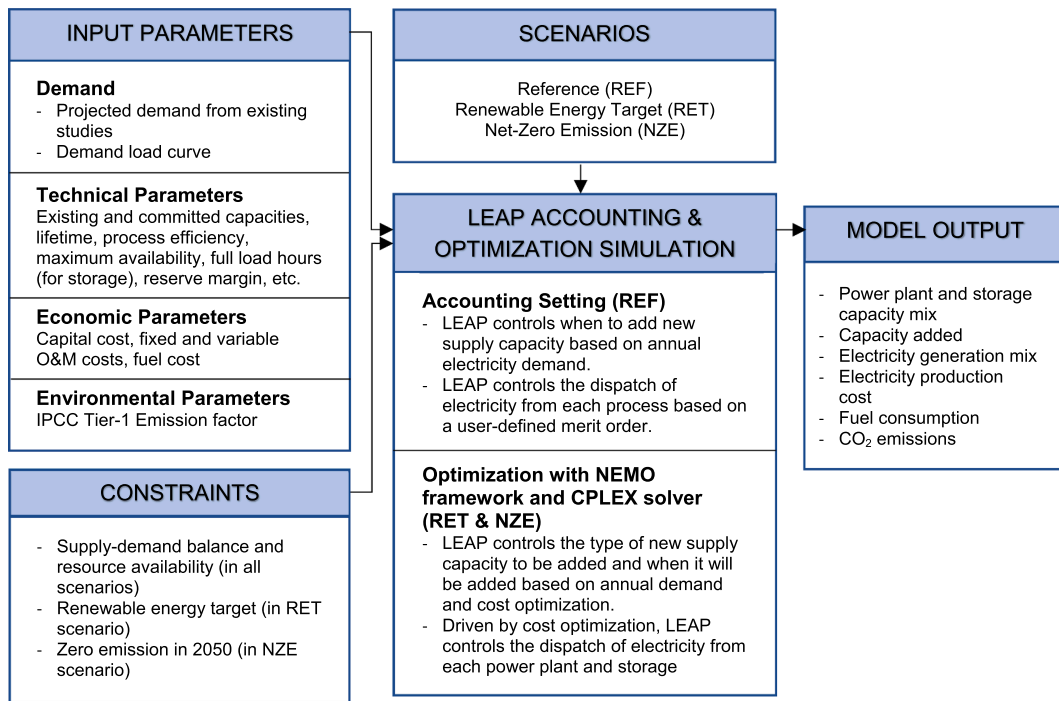 INPUT PARAMETERS
Demand
- Projected demand from existing
studies
- Demand load curve
Technical Parameters
Existing and committed capacities,
lifetime, process efficiency,
maximum availability, full load hours
(for storage), reserve margin, etc.
Economic Parameters
Capital cost, fixed and variable
O&M costs, fuel cost
Environmental Parameters
IPCC Tier-1 Emission factor
CONSTRAINTS
- Supply-demand balance and
resource availability (in all
scenarios)
- Renewable energy target (in RET
scenario)
- Zero emission in 2050 (in NZE
scenario)
SCENARIOS
Reference (REF)
Renewable Energy Target (RET)
Net-Zero Emission (NZE)
LEAP ACCOUNTING &
OPTIMIZATION SIMULATION
Accounting Setting (REF)
- LEAP controls when to add new
supply capacity based on annual
electricity demand.
- LEAP controls the dispatch of
electricity from each process based on
a user-defined merit order.
Optimization with NEMO
framework and CPLEX solver
(RET & NZE)
- LEAP controls the type of new supply
capacity to be added and when it will
be added based on annual demand
and cost optimization.
- Driven by cost optimization, LEAP
controls the dispatch of electricity from
each power plant and storage
MODEL OUTPUT
- Power plant and storage
capacity mix
- Capacity added
- Electricity generation mix
- Electricity production
cost
- Fuel consumption
- CO₂ emissions